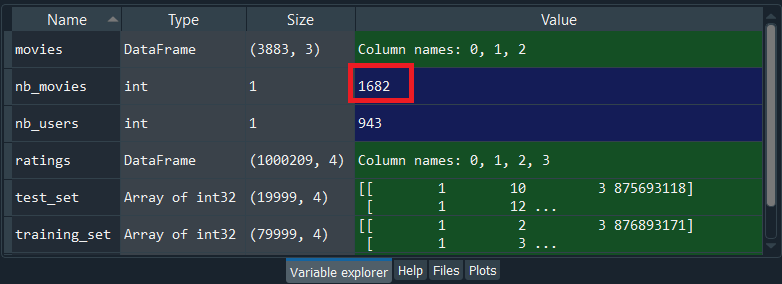 Name Type Size Value
movies DataFrame (3883, 3) Column names: 0, 1, 2
nb_movies int 1 1682
nb_users int 1 943
ratings DataFrame (1000209, 4) Column names: 0, 1, 2, 3
test_set Array of int32 (19999, 4) [[ 1 10 3 875693118]
[ 1 12 ...
training_set Array of int32 (79999, 4) [[ 1 2 3 876893171]
[ 1 3 ...
Variable explorer Help Files Plots